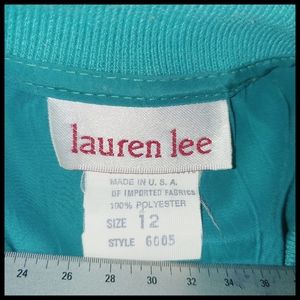 lauren lee
MADE IN U.S.A.
OF IMPORTED FABRICS
100% POLYESTER
SIZE 12
STYLE 6005
24 26 28 30 32 34 36